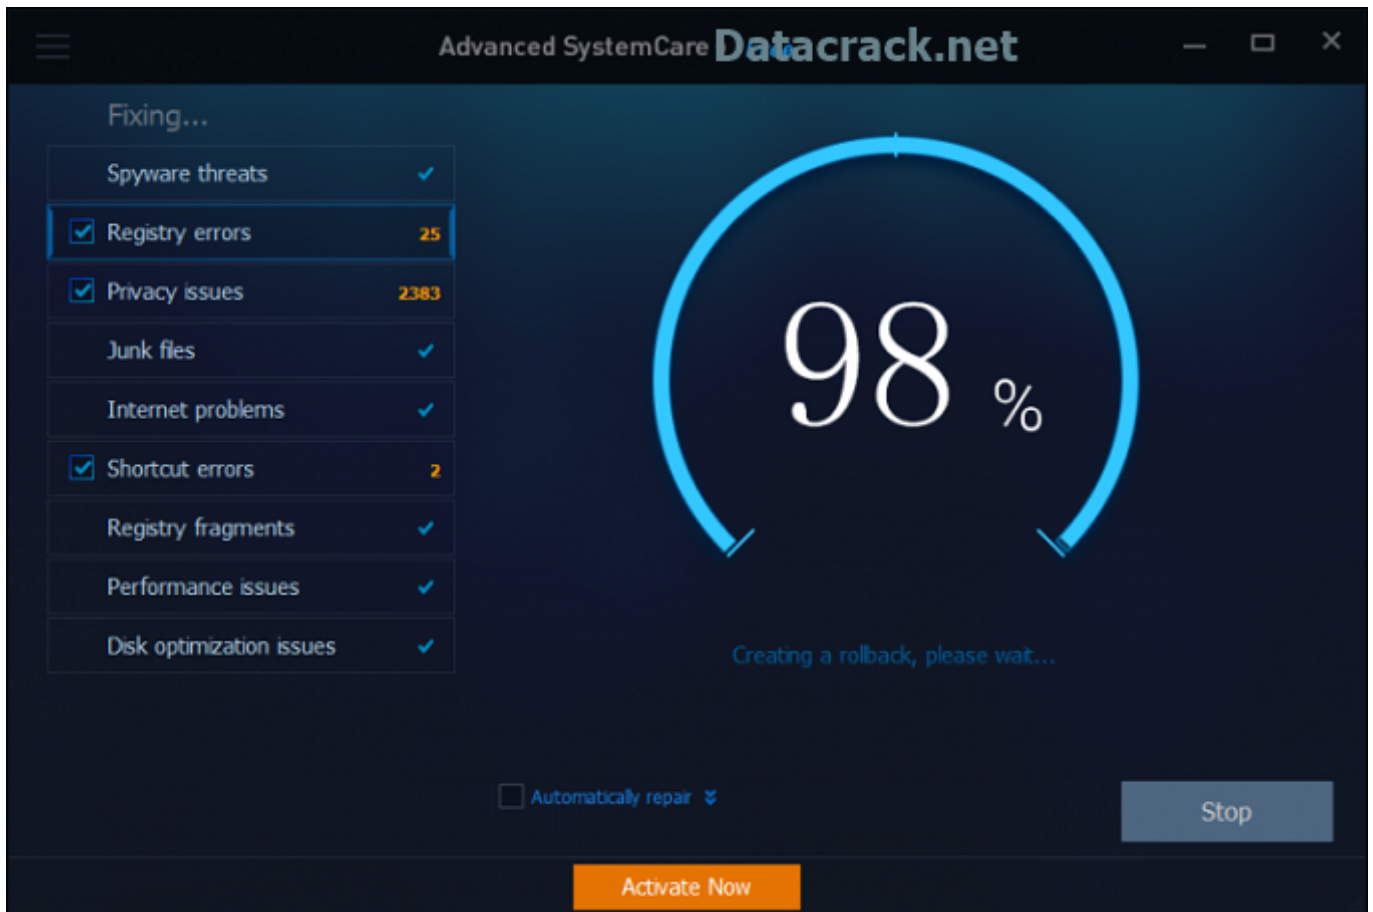 Advanced SystemCare Datacrack.net
Fixing...
Spyware threats
Registry errors 25
Privacy issues 2383
Junk files
Internet problems
Shortcut errors 2
Registry fragments
Performance issues
Disk optimization issues
98 %
Creating a rollback, please wait...
Automatically repair
Stop
Activate Now